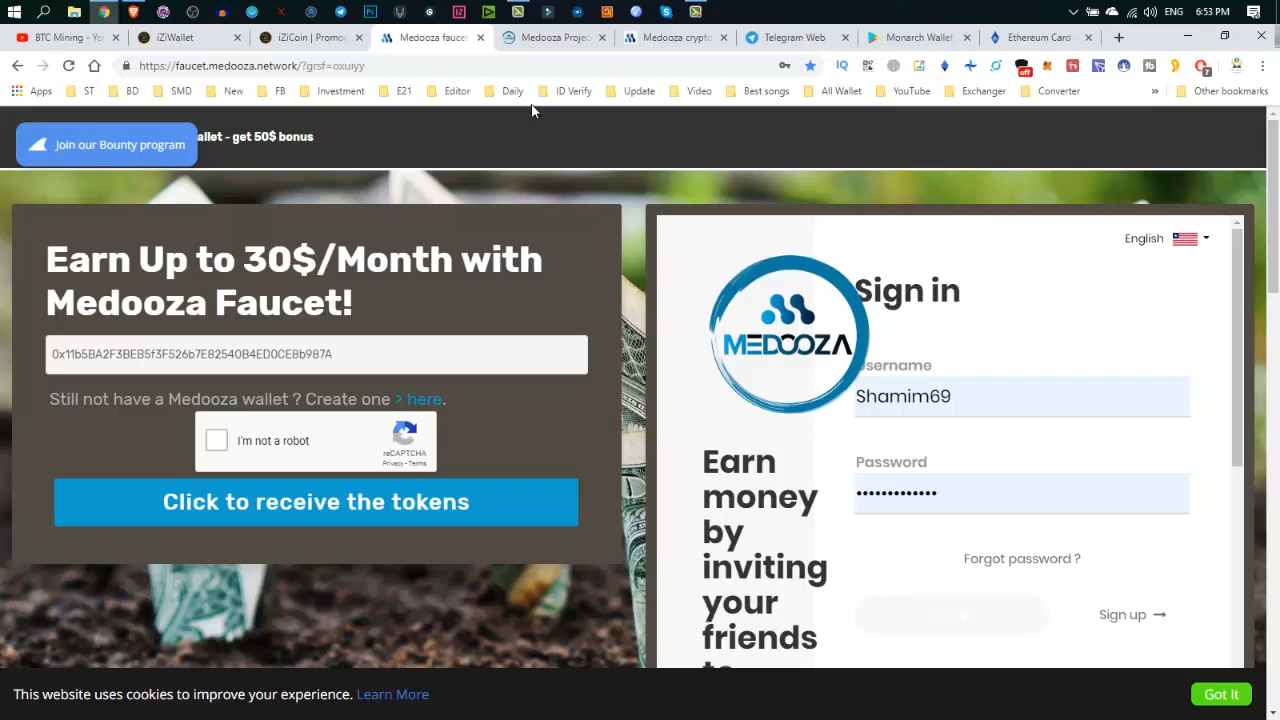 6:53 PM
ENG
BTC Mining - Yo
iZiWallet
iZiCoin | Promo
Medooza faucet
Medooza Projec
Medooza crypto
Telegram Web
Monarch Wallet
Ethereum Card
https://faucet.medooza.network/?grsf=oxuiyy
IQ
off
7
Apps
ST
BD
SMD
New
FB
Investment
E21
Editor
Daily
ID Verify
Update
Video
Best songs
All Wallet
YouTube
Exchanger
Converter
»
Other bookmarks
Join our Bounty program
allet - get 50$ bonus
Earn Up to 30$/Month with
Medooza Faucet!
0x11b5BA2F3BEB5f3F526b7E82540B4ED0CE8b987A
Still not have a Medooza wallet ? Create one > here.
I'm not a robot
reCAPTCHA
Privacy - Terms
Click to receive the tokens
English
MEDOOZA
Sign in
Username
Shamim69
Password
•••••••••••••
Earn
money
by
inviting
your
friends
Forgot password ?
Sign up →
This website uses cookies to improve your experience. Learn More
Got It